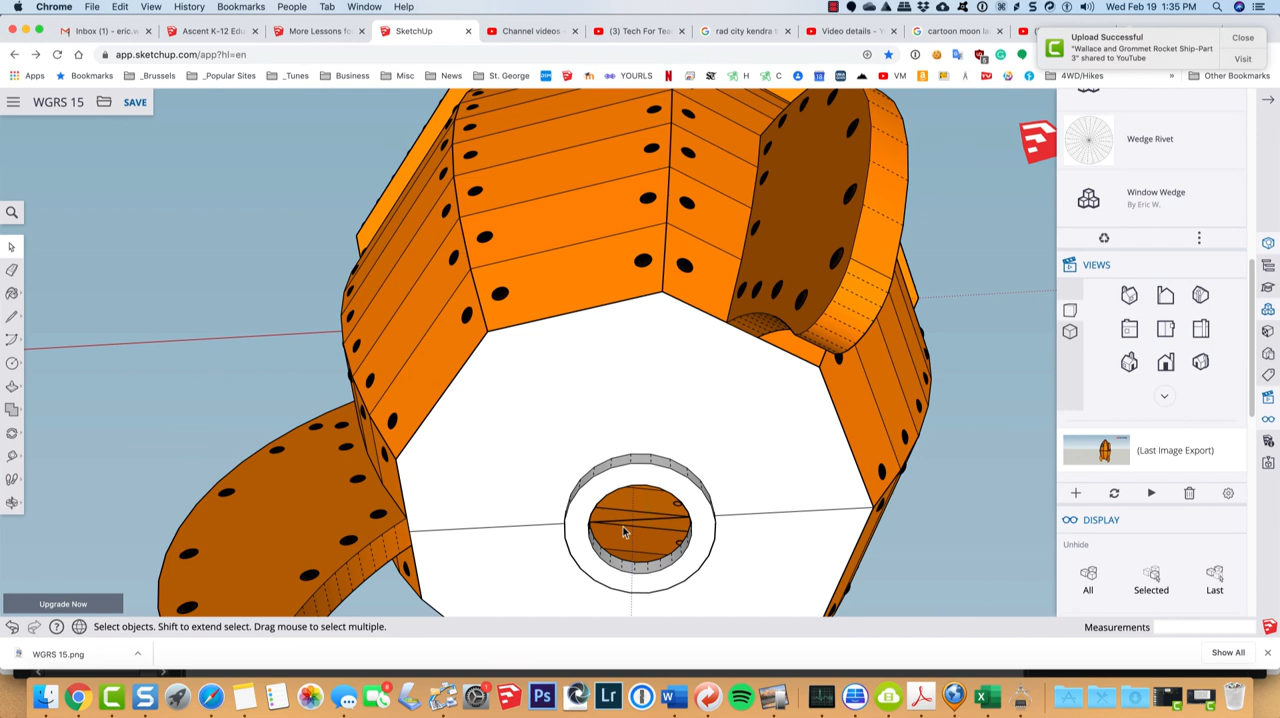 Chrome File Edit View History Bookmarks People Tab Window Help Wed Feb 19 1:35 PM
Inbox (1) - eric.w Ascent K-12 Edu More Lessons fo SketchUp Channel videos - (3) Tech For Tea rad city kendra Video details - Y cartoon moon la
Upload Successful
"Wallace and Grommet Rocket Ship-Part
3" shared to YouTube
Close
Visit
app.sketchup.com/app?hl=en
Apps Bookmarks _Brussels _Popular Sites _Tunes Business Misc News St. George YOURLS H C VM 4WD/Hikes » Other Bookmarks
WGRS 15 SAVE
Wedge Rivet
Window Wedge
By Eric W.
VIEWS
(Last Image Export)
DISPLAY
Unhide
All Selected Last
Upgrade Now
Select objects. Shift to extend select. Drag mouse to select multiple.
Measurements
WGRS 15.png
Show All
Ps Lr W